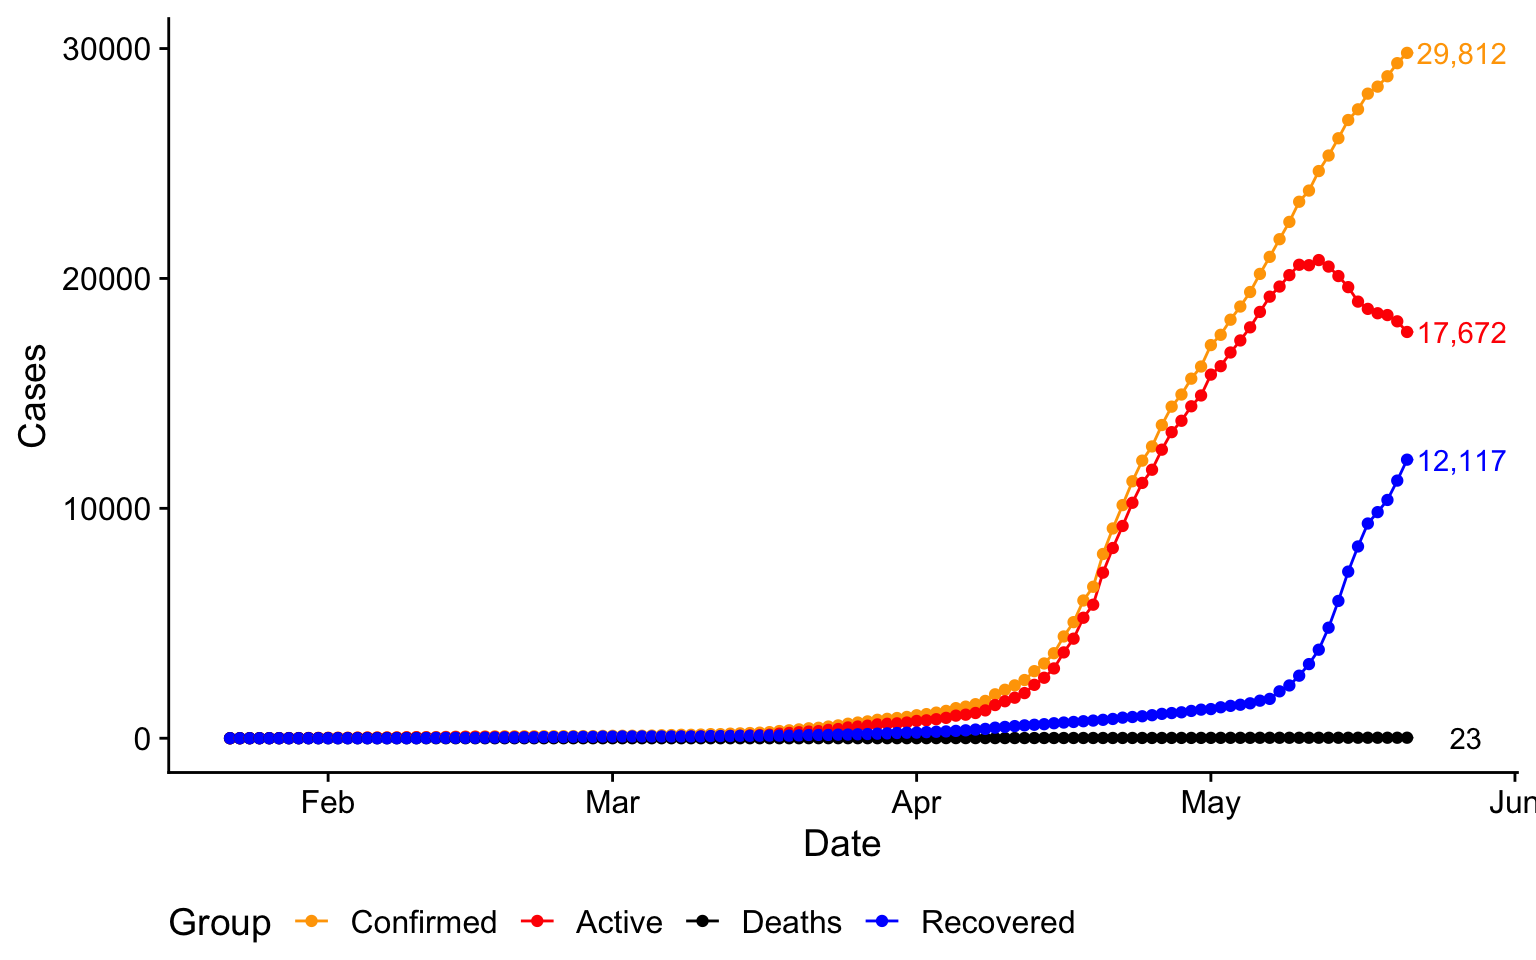 30000
29,812
20000
17,672
Cases
12,117
10000
0
23
Feb Mar Apr May Jun
Date
Group Confirmed Active Deaths Recovered